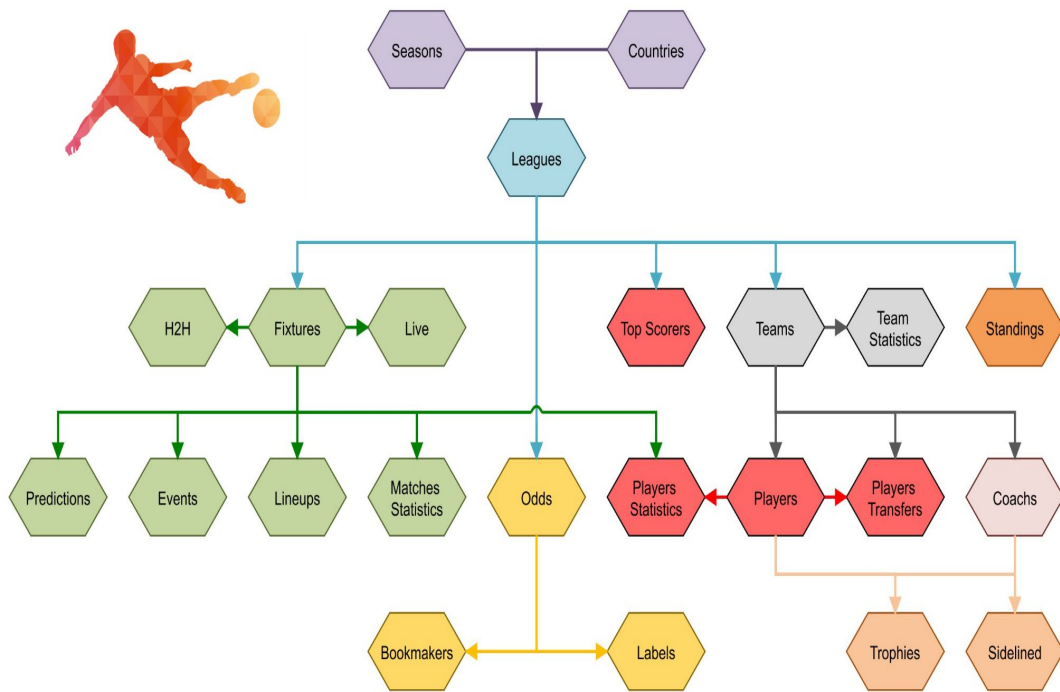 Seasons
Countries
Leagues
H2H
Fixtures
Live
Top Scorers
Teams
Team
Statistics
Standings
Predictions
Events
Lineups
Matches
Statistics
Odds
Players
Statistics
Players
Players
Transfers
Coachs
Bookmakers
Labels
Trophies
Sidelined